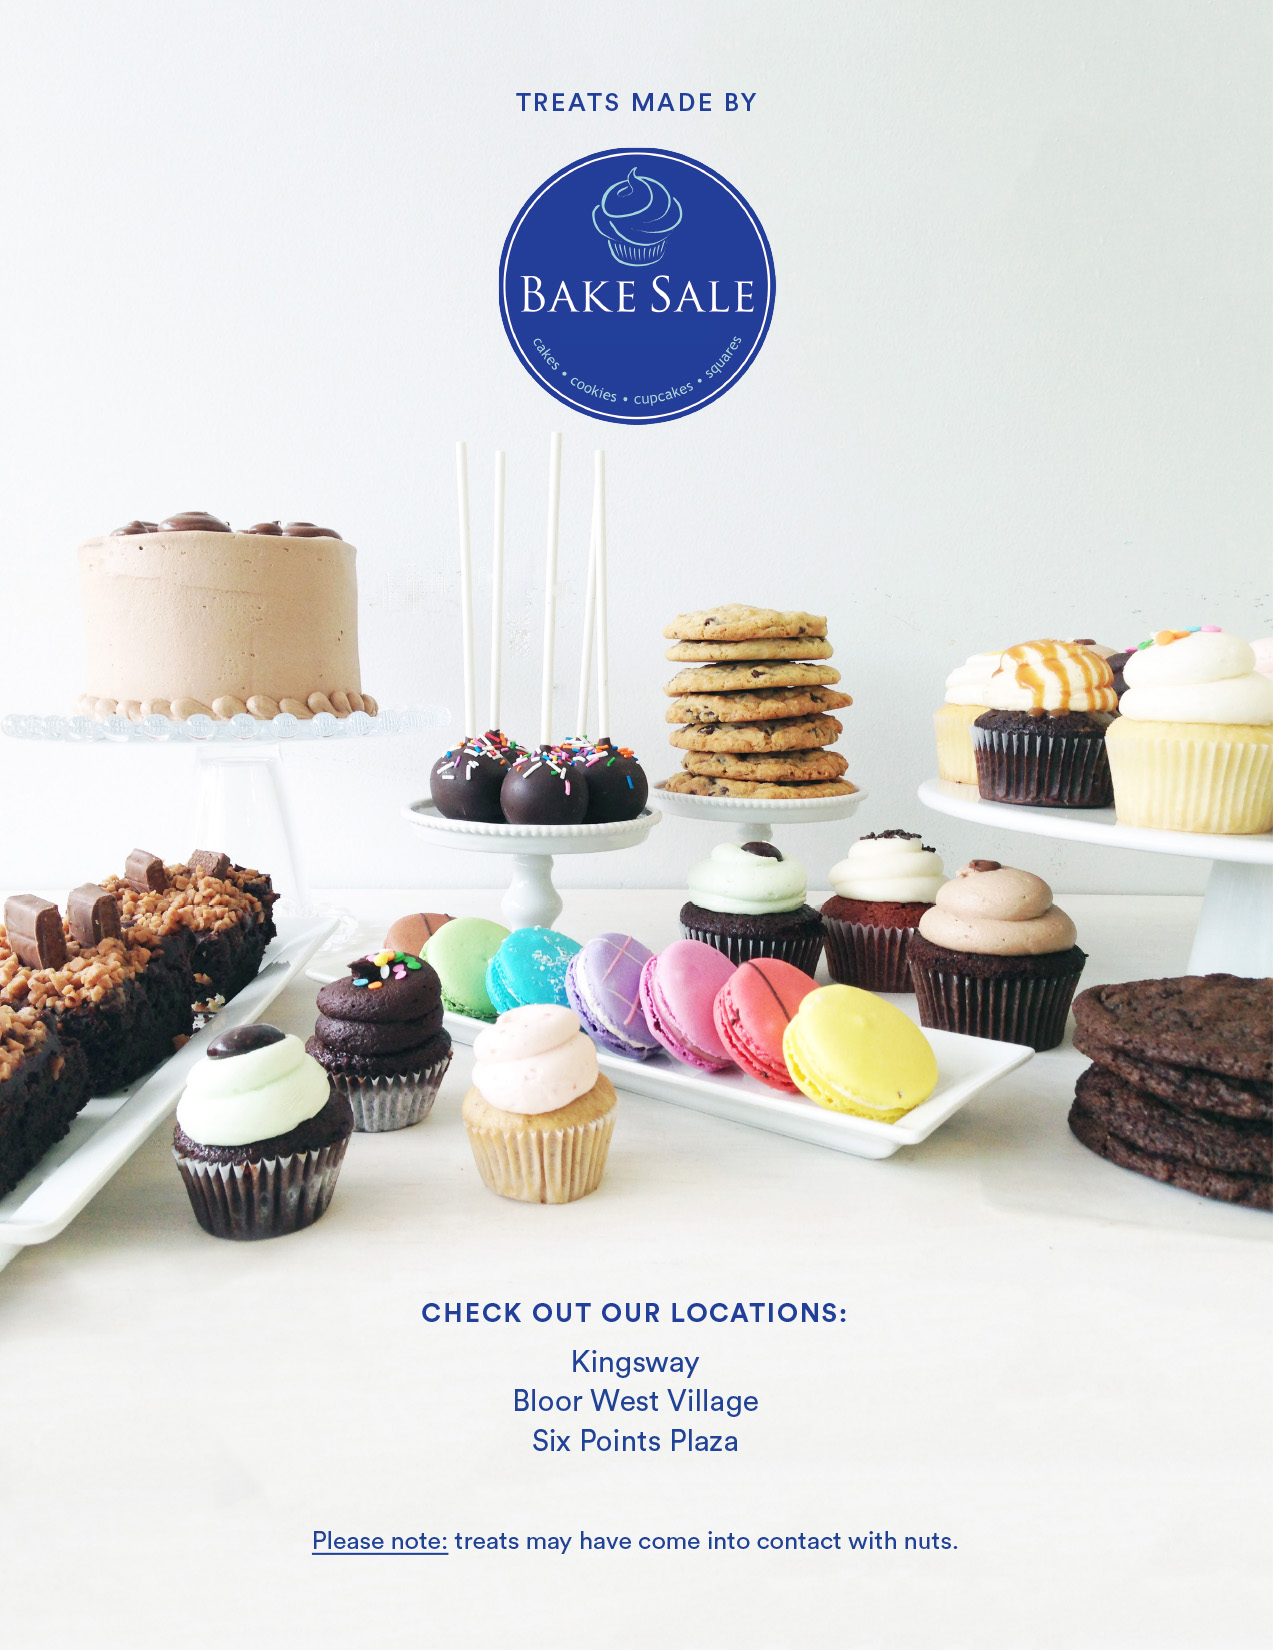 TREATS MADE BY
BAKE SALE
cakes • cookies • cupcakes • squares
CHECK OUT OUR LOCATIONS:
Kingsway
Bloor West Village
Six Points Plaza
Please note: treats may have come into contact with nuts.